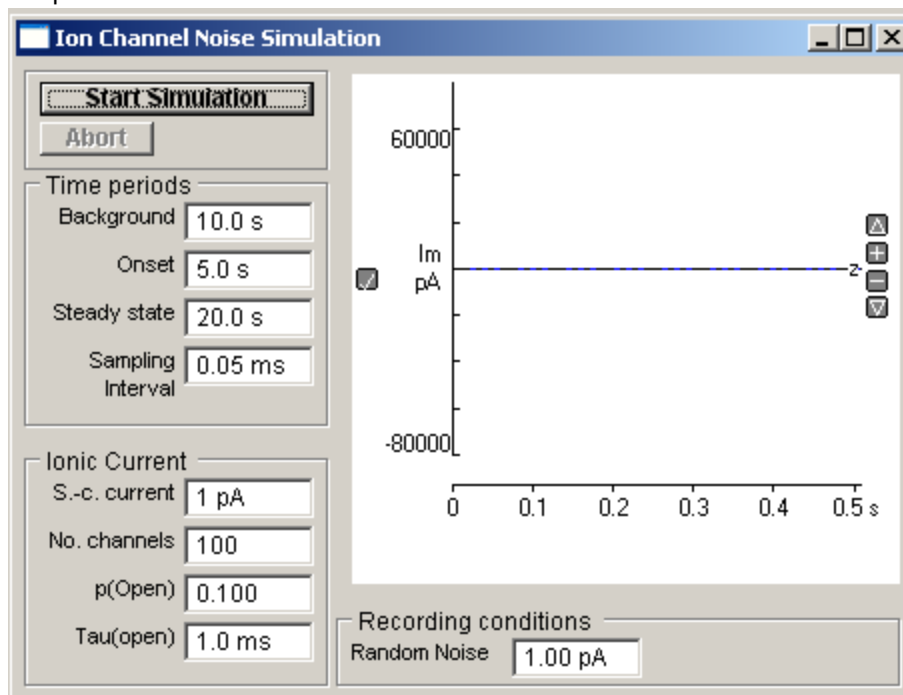 Ion Channel Noise Simulation
Start Simulation
Abort
Time periods
Background 10.0 s
Onset 5.0 s
Steady state 20.0 s
Sampling Interval 0.05 ms
Ionic Current
S.-c. current 1 pA
No. channels 100
p(Open) 0.100
Tau(open) 1.0 ms
60000
Im
pA
z
-80000
0 0.1 0.2 0.3 0.4 0.5 s
Recording conditions
Random Noise 1.00 pA